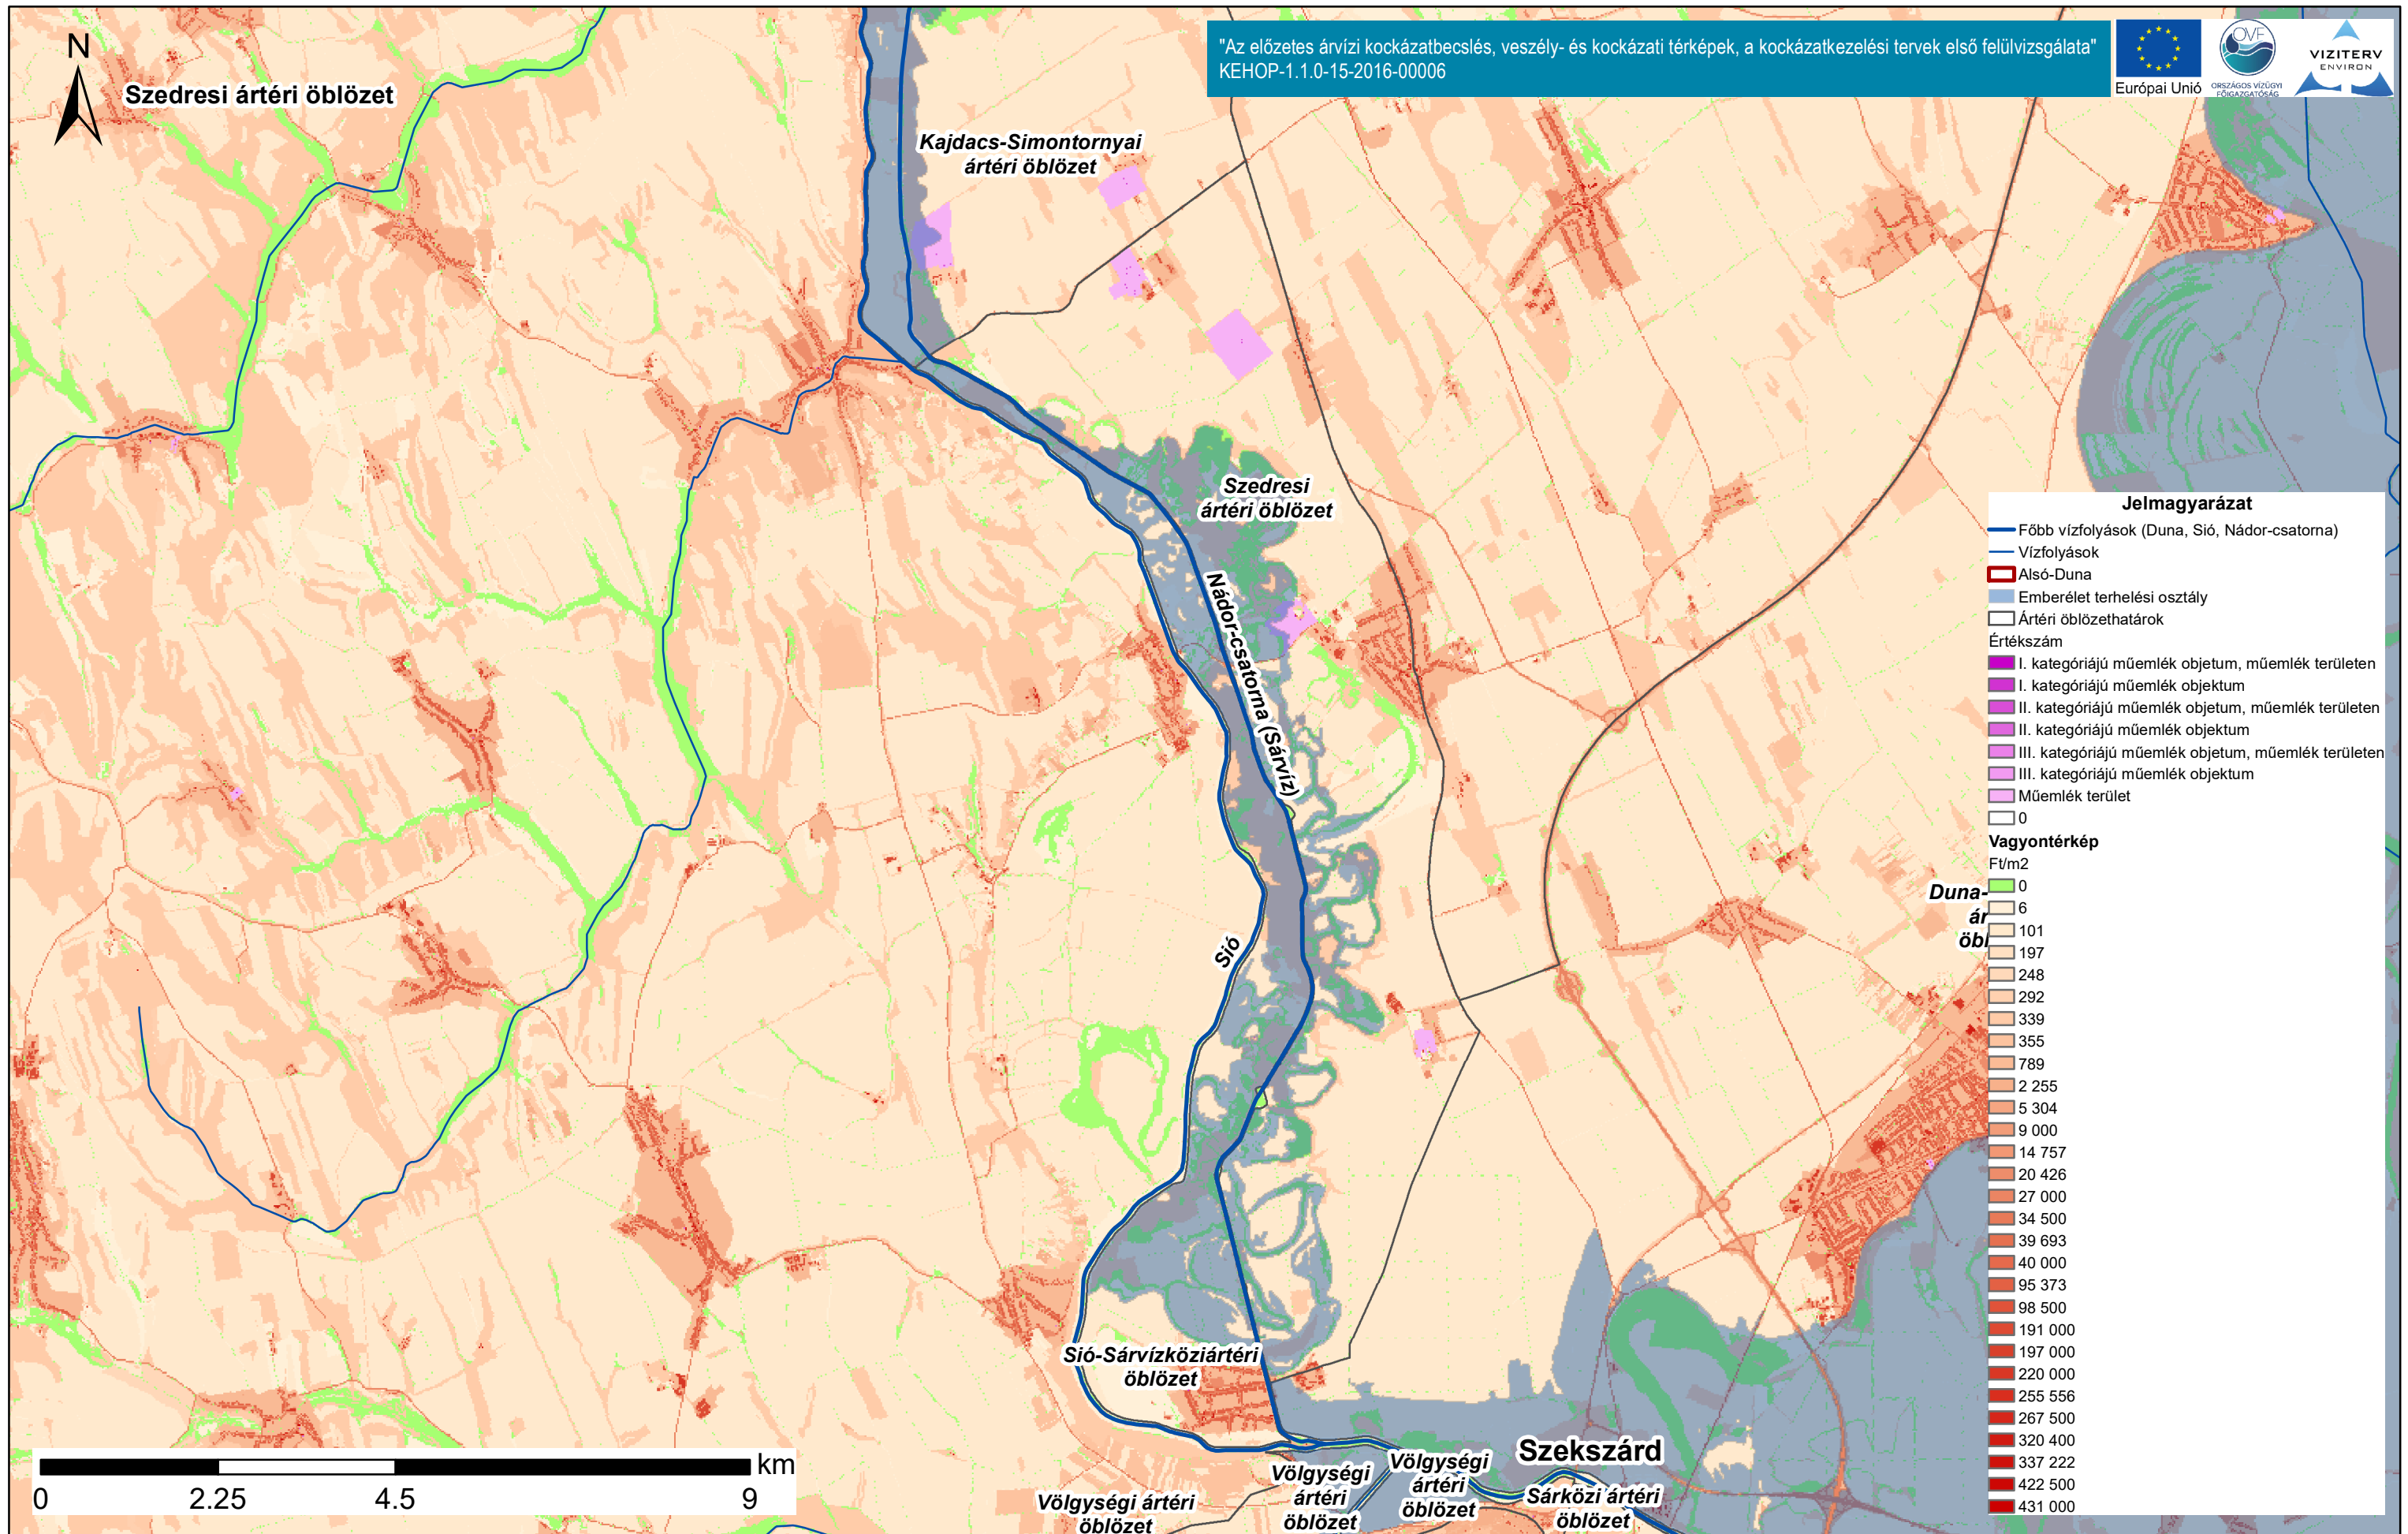 N
Szedresi ártéri öblözet
"Az előzetes árvízi kockázatbecslés, veszély- és kockázati térképek, a kockázatkezelési tervek első felülvizsgálata"
KEHOP-1.1.0-15-2016-00006
Európai Unió
OVF
ORSZÁGOS VÍZÜGYI
FŐIGAZGATÓSÁG
VIZITERV
ENVIRON
Kajdacs-Simontornyai
ártéri öblözet
Szedresi
ártéri öblözet
Nádor-csatorna (Sárvíz)
Sió
Duna-
ár
öbl
Sió-Sárvízköziártéri
öblözet
Szekszárd
Völgységi ártéri
öblözet
Völgységi
ártéri
öblözet
Völgységi
ártéri
öblözet
Sárközi ártéri
öblözet
km
0 2.25 4.5 9
Jelmagyarázat
Főbb vízfolyások (Duna, Sió, Nádor-csatorna)
Vízfolyások
Alsó-Duna
Emberélet terhelési osztály
Ártéri öblözethatárok
Értékszám
I. kategóriájú műemlék objetum, műemlék területen
I. kategóriájú műemlék objektum
II. kategóriájú műemlék objetum, műemlék területen
II. kategóriájú műemlék objektum
III. kategóriájú műemlék objetum, műemlék területen
III. kategóriájú műemlék objektum
Műemlék terület
0
Vagyontérkép
Ft/m2
0
6
101
197
248
292
339
355
789
2 255
5 304
9 000
14 757
20 426
27 000
34 500
39 693
40 000
95 373
98 500
191 000
197 000
220 000
255 556
267 500
320 400
337 222
422 500
431 000